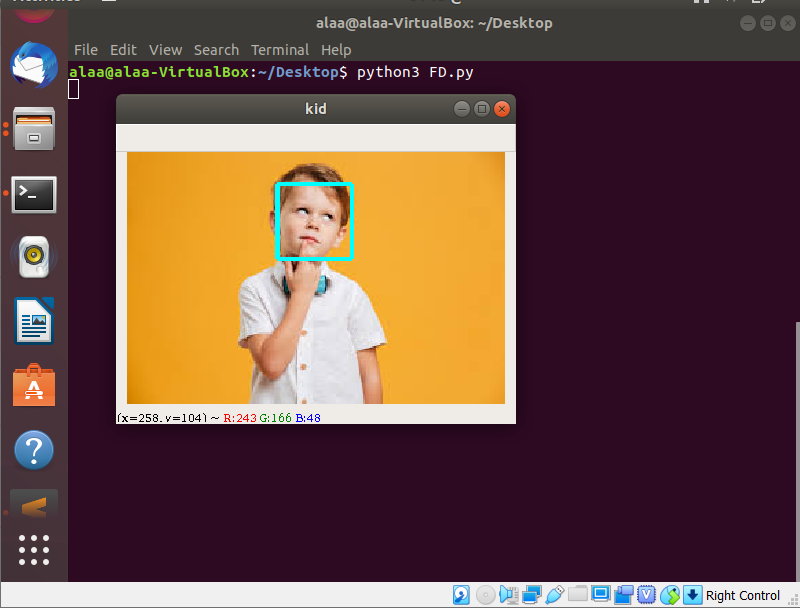 alaa@alaa-VirtualBox: ~/Desktop
File Edit View Search Terminal Help
alaa@alaa-VirtualBox:~/Desktop$ python3 FD.py
kid
(x=258, y=104) ~ R:243 G:166 B:48
Right Control